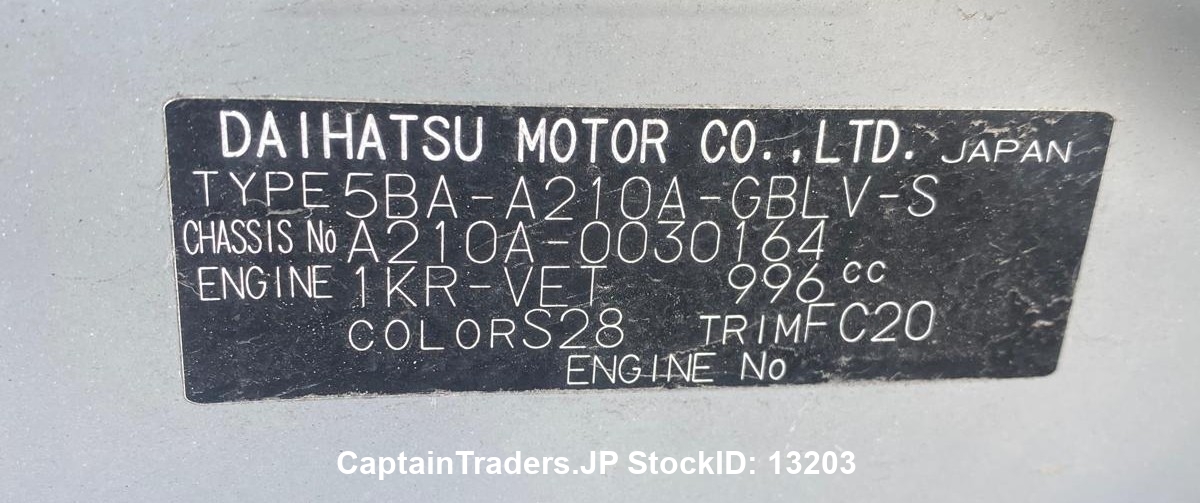 DAIHATSU MOTOR CO.,LTD. JAPAN
TYPE 5BA-A210A-GBLV-S
CHASSIS No A210A-0030164
ENGINE 1KR-VET 996cc
COLOR S28 TRIM FC20
ENGINE No
CaptainTraders.JP StockID: 13203